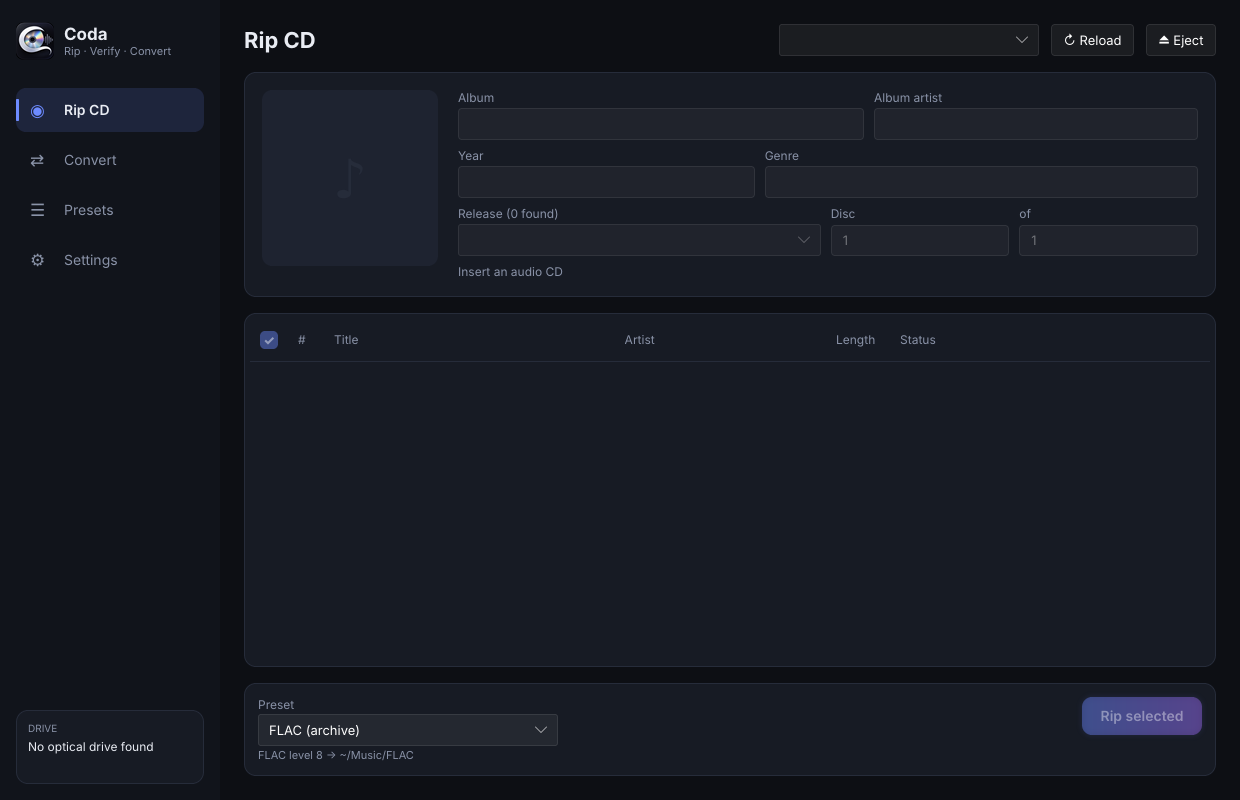 Coda
Rip · Verify · Convert
Rip CD
Convert
Presets
Settings
DRIVE
No optical drive found
Rip CD
Reload
Eject
Album
Album artist
Year
Genre
Release (0 found)
Disc
of
1
1
Insert an audio CD
# Title Artist Length Status
Preset
FLAC (archive)
FLAC level 8 → ~/Music/FLAC
Rip selected